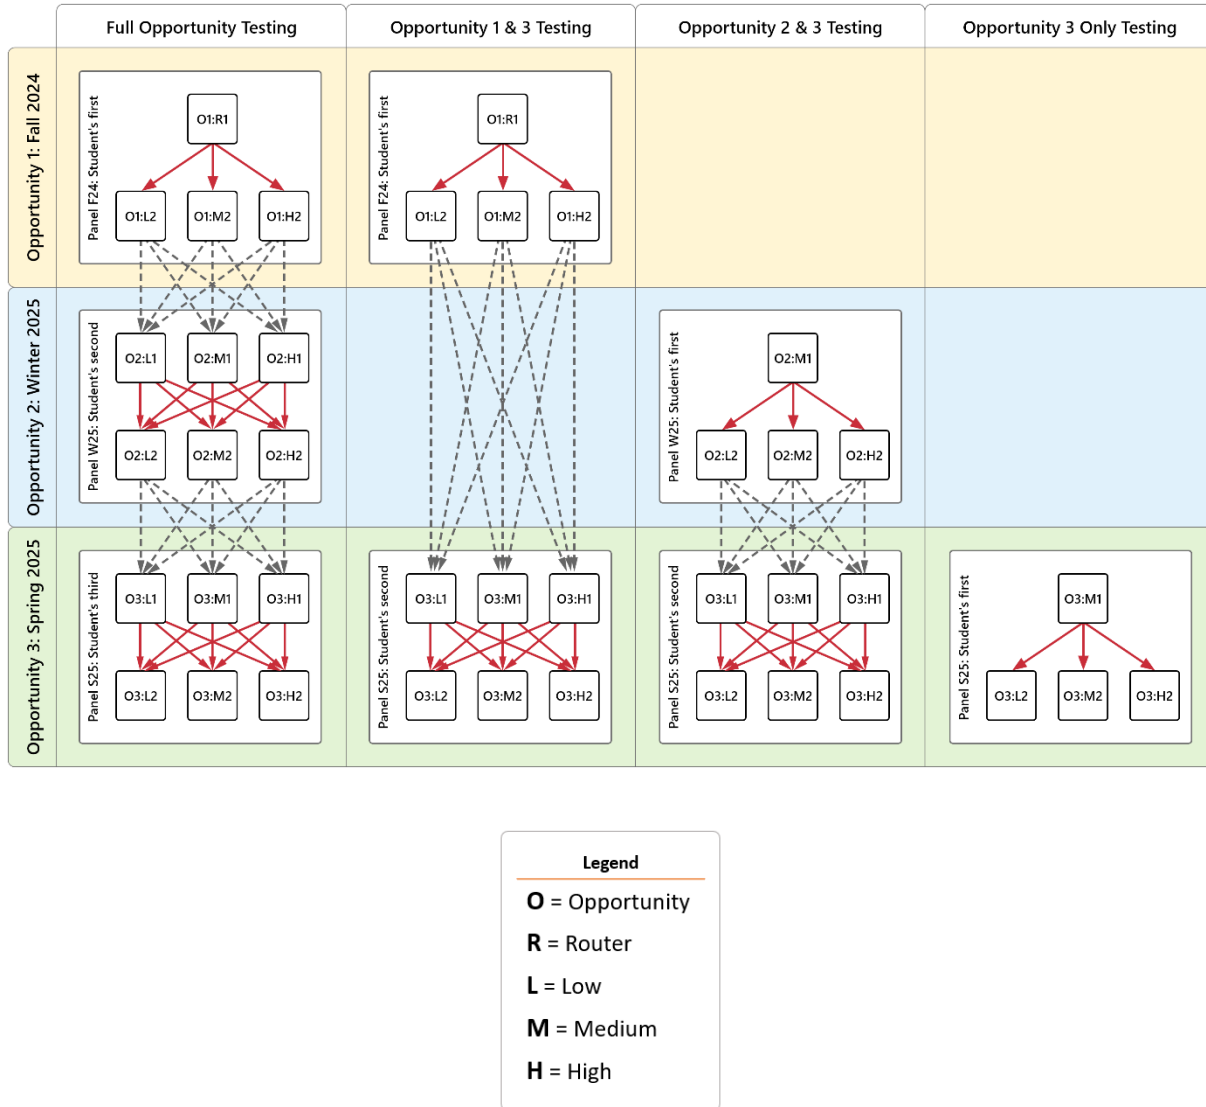 Full Opportunity Testing
Opportunity 1 & 3 Testing
Opportunity 2 & 3 Testing
Opportunity 3 Only Testing
Opportunity 1: Fall 2024
Panel F24: Student's first
O1:R1
O1:L2
O1:M2
O1:H2
Panel F24: Student's first
O1:R1
O1:L2
O1:M2
O1:H2
Opportunity 2: Winter 2025
Panel W25: Student's second
O2:L1
O2:M1
O2:H1
O2:L2
O2:M2
O2:H2
Panel W25: Student's first
O2:M1
O2:L2
O2:M2
O2:H2
Opportunity 3: Spring 2025
Panel S25: Student's third
O3:L1
O3:M1
O3:H1
O3:L2
O3:M2
O3:H2
Panel S25: Student's second
O3:L1
O3:M1
O3:H1
O3:L2
O3:M2
O3:H2
Panel S25: Student's second
O3:L1
O3:M1
O3:H1
O3:L2
O3:M2
O3:H2
Panel S25: Student's first
O3:M1
O3:L2
O3:M2
O3:H2
Legend
O = Opportunity
R = Router
L = Low
M = Medium
H = High